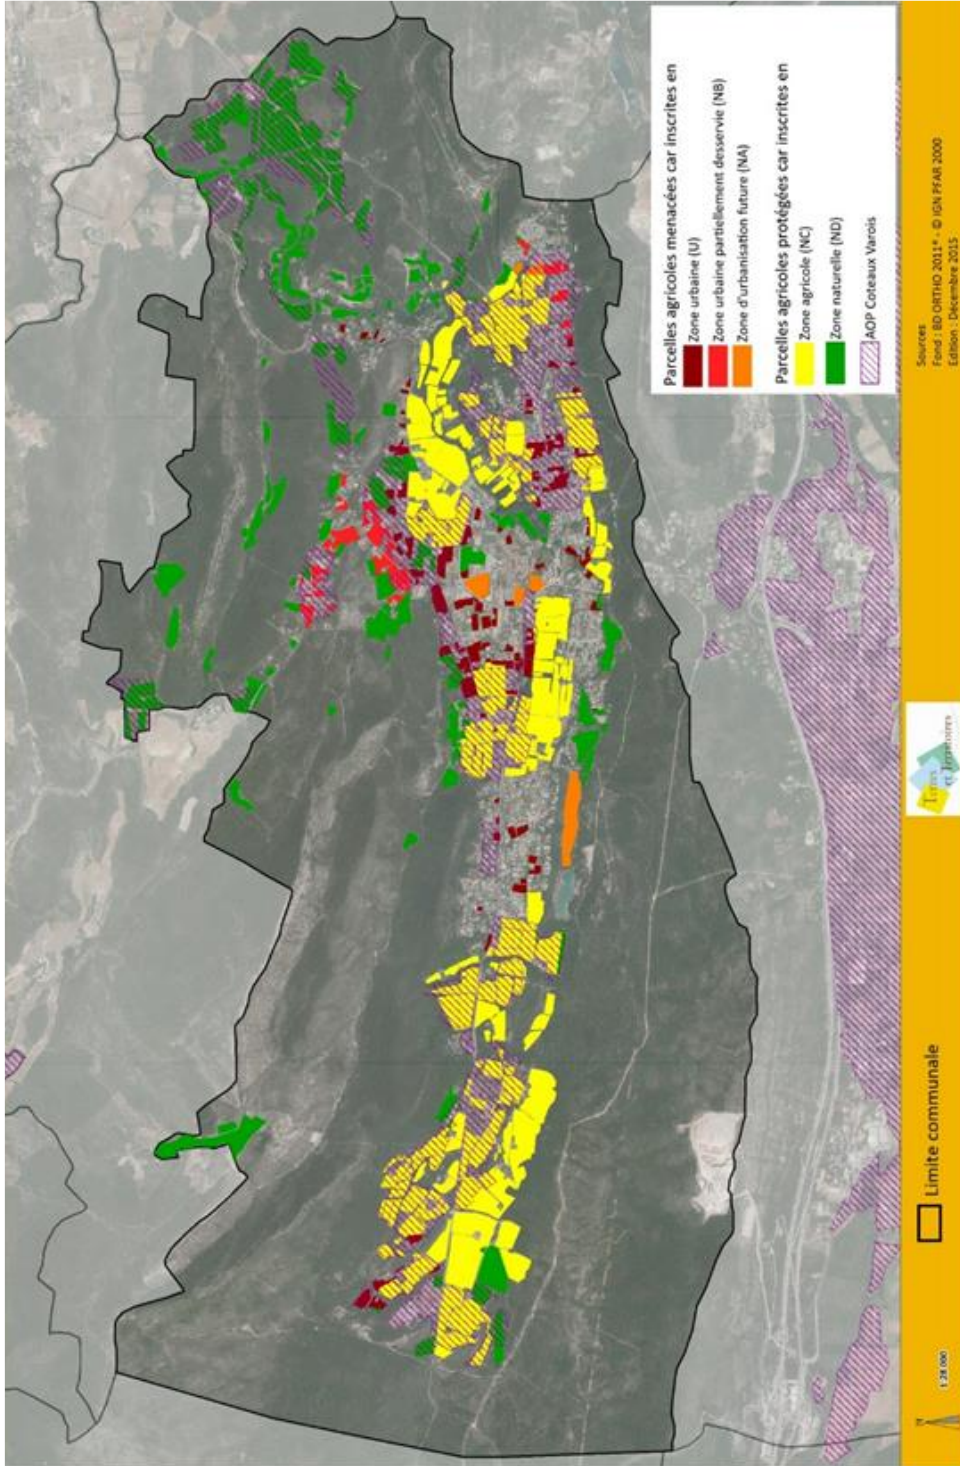 Parcelles agricoles menacées car inscrites en
Zone urbaine (U)
Zone urbaine partiellement desservie (NB)
Zone d'urbanisation future (NA)
Parcelles agricoles protégées car inscrites en
Zone agricole (NC)
Zone naturelle (ND)
AOP Coteaux Varois
Limite communale
1:28 000
Terres
et Territoires
Sources
Fond : BD ORTHO 2011® - © IGN PFAR 2000
Edition : Décembre 2015